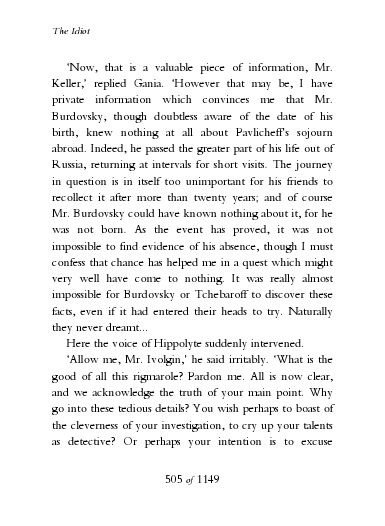 The Idiot
‘Now, that is a valuable piece of information, Mr.
Keller,’ replied Gania. ‘However that may be, I have
private information which convinces me that Mr.
Burdovsky, though doubtless aware of the date of his
birth, knew nothing at all about Pavlicheff’s sojourn
abroad. Indeed, he passed the greater part of his life out of
Russia, returning at intervals for short visits. The journey
in question is in itself too unimportant for his friends to
recollect it after more than twenty years; and of course
Mr. Burdovsky could have known nothing about it, for he
was not born. As the event has proved, it was not
impossible to find evidence of his absence, though I must
confess that chance has helped me in a quest which might
very well have come to nothing. It was really almost
impossible for Burdovsky or Tchebaroff to discover these
facts, even if it had entered their heads to try. Naturally
they never dreamt...
Here the voice of Hippolyte suddenly intervened.
‘Allow me, Mr. Ivolgin,’ he said irritably. ‘What is the
good of all this rigmarole? Pardon me. All is now clear,
and we acknowledge the truth of your main point. Why
go into these tedious details? You wish perhaps to boast of
the cleverness of your investigation, to cry up your talents
as detective? Or perhaps your intention is to excuse
505 of 1149